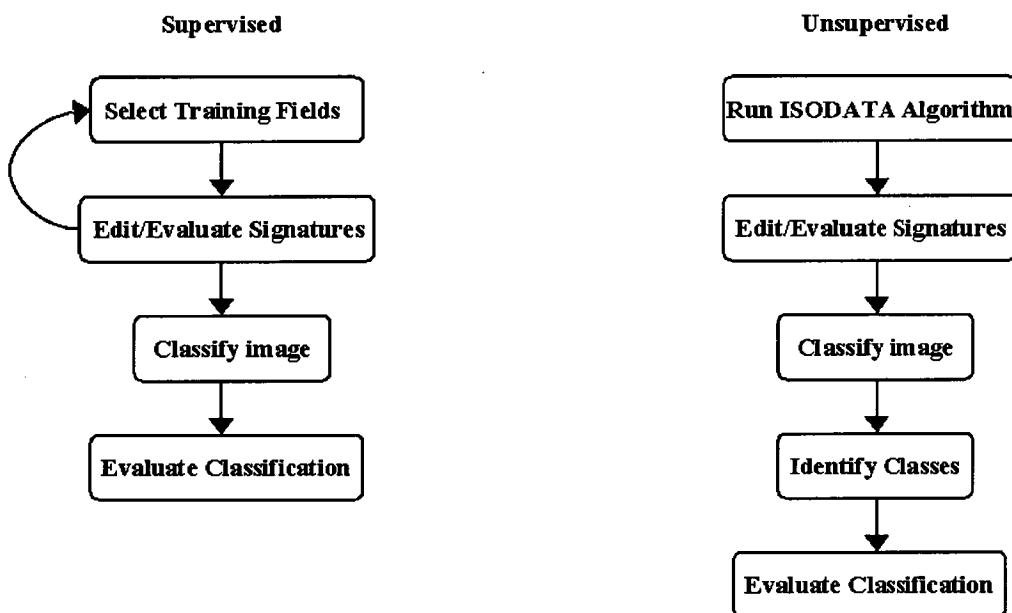 Supervised
Select Training Fields
Edit/Evaluate Signatures
Classify image
Evaluate Classification
Unsupervised
Run ISODATA Algorithm
Edit/Evaluate Signatures
Classify image
Identify Classes
Evaluate Classification